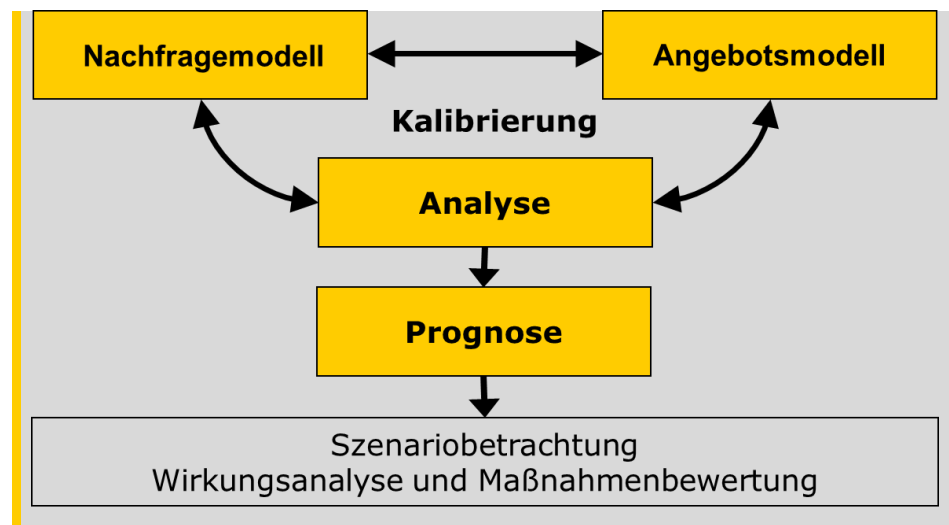 Nachfragemodell
Angebotsmodell
Kalibrierung
Analyse
Prognose
Szenariobetrachtung
Wirkungsanalyse und Maßnahmenbewertung